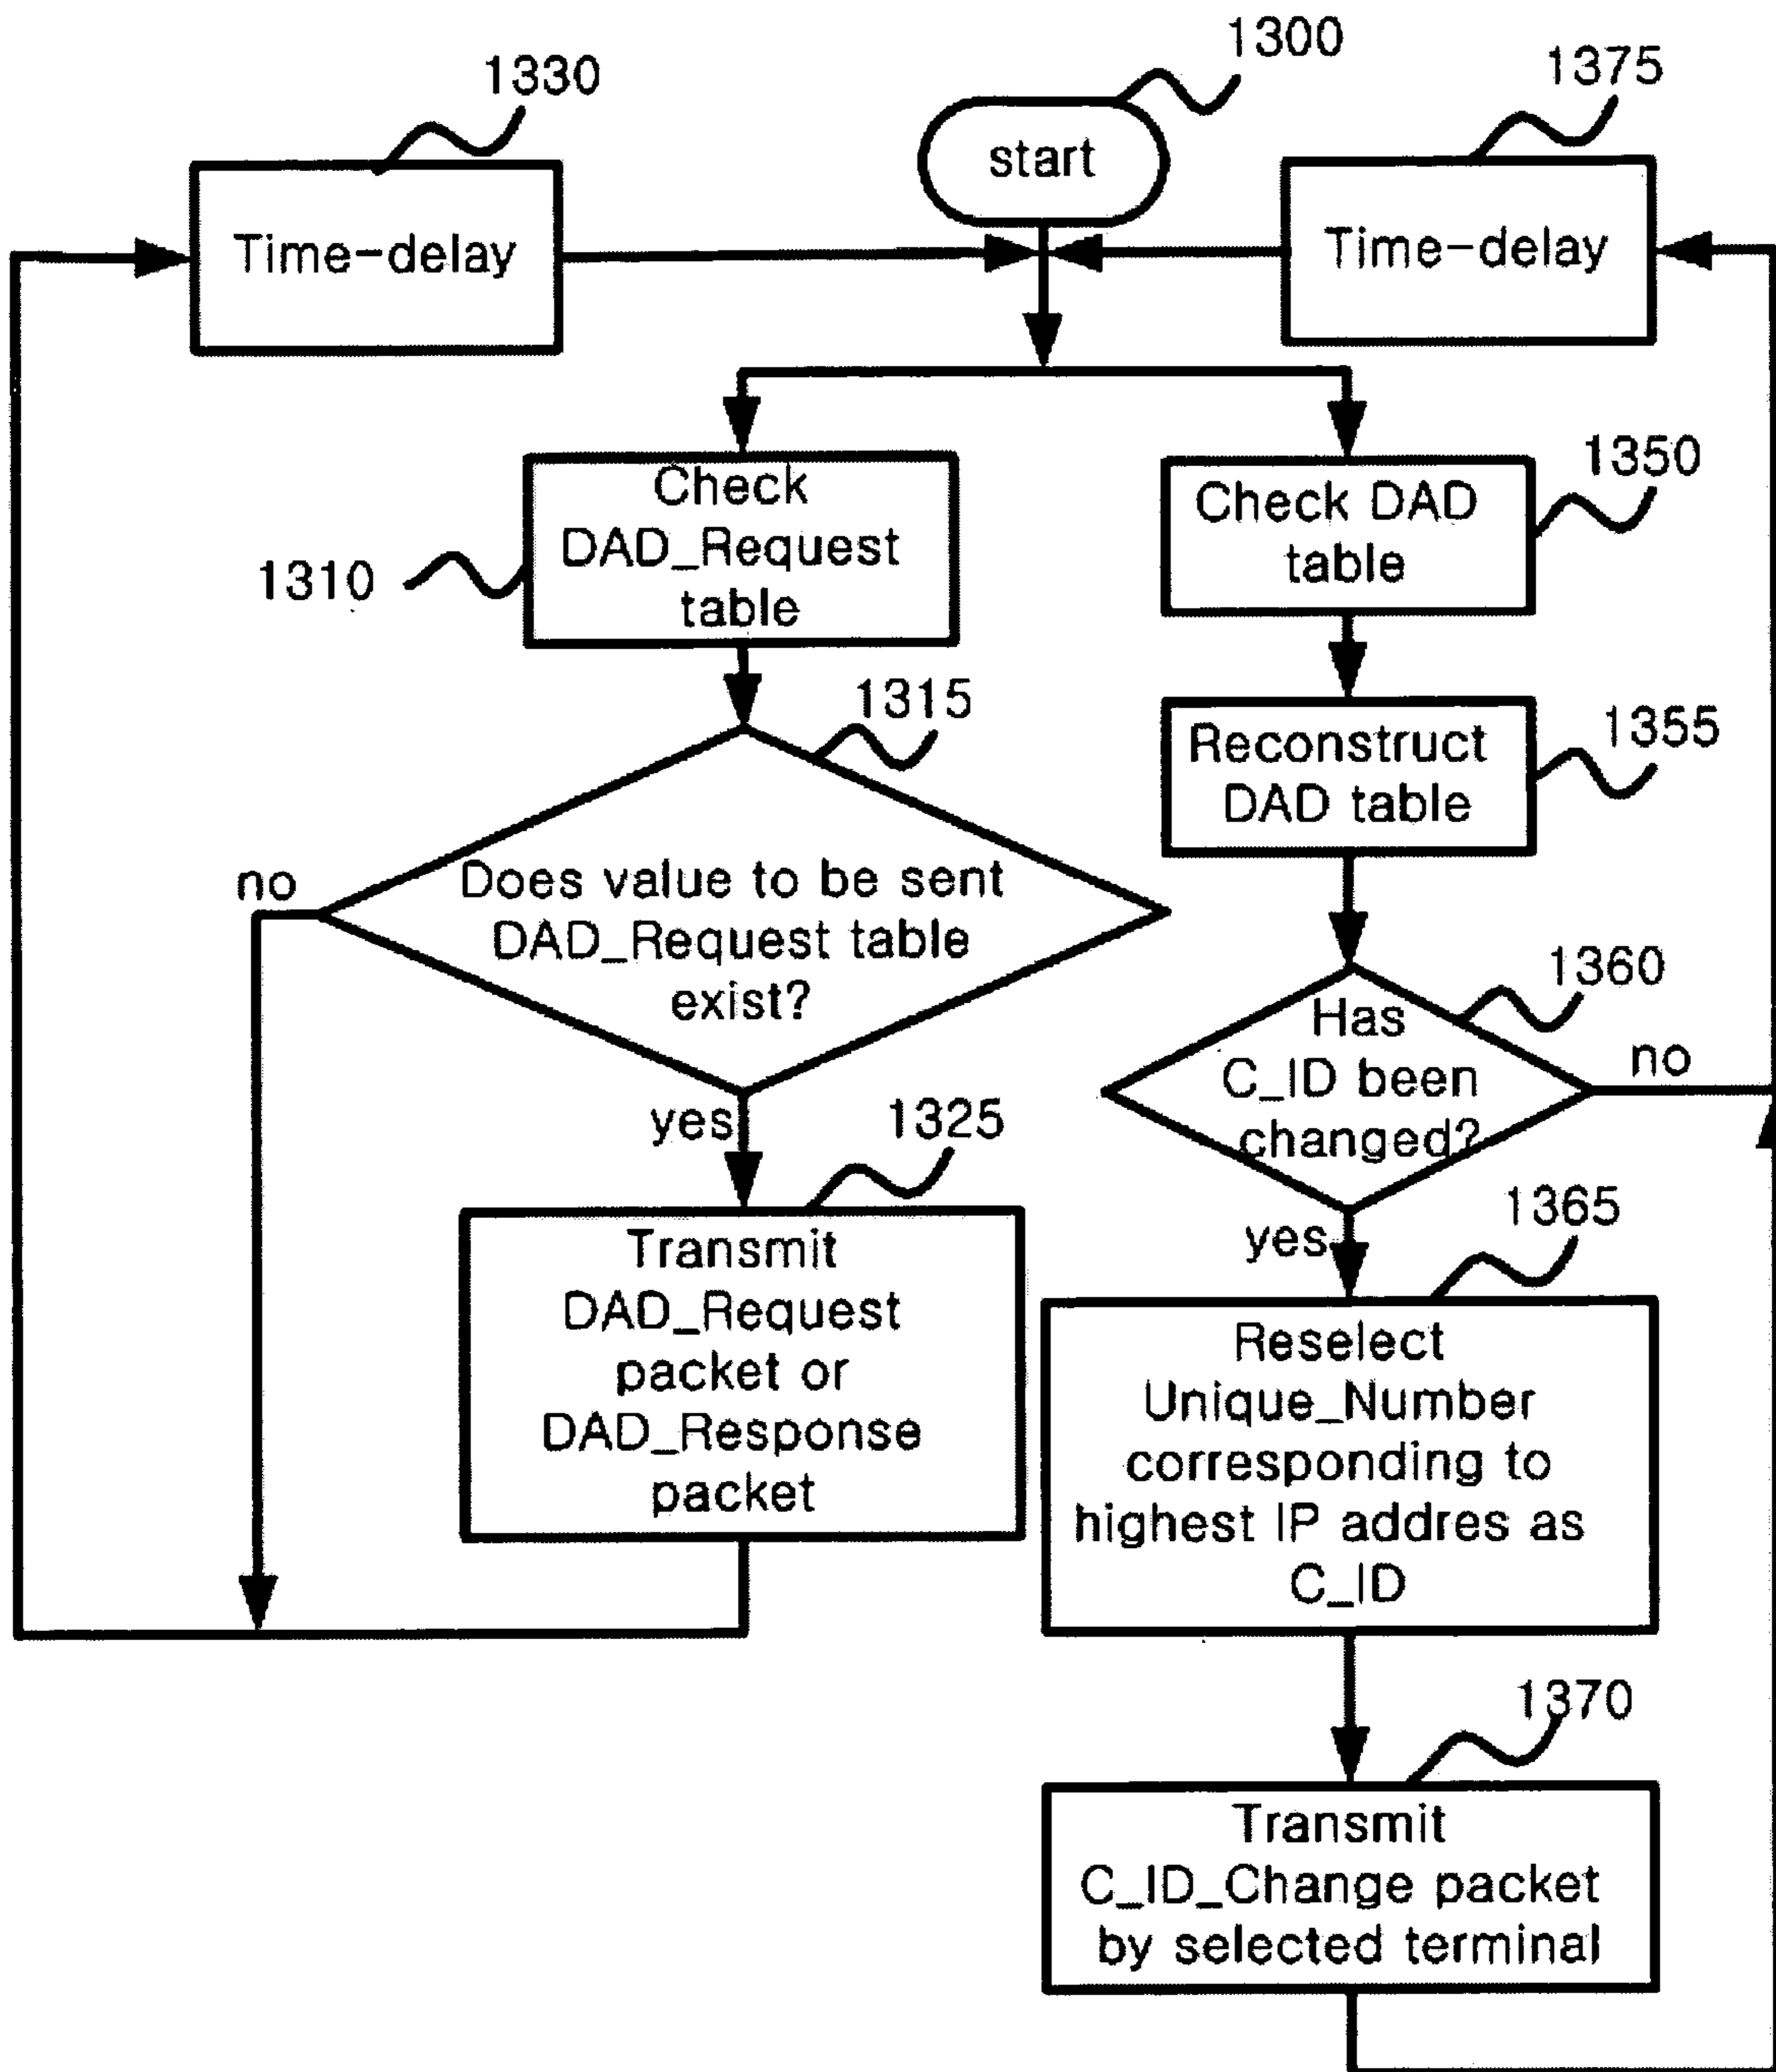 1300
1330
1375
start
Time-delay
Time-delay
1350
Check
DAD_Request
table
1310
Check DAD
table
1315
1355
Reconstruct
DAD table
no
Does value to be sent
DAD_Request table
exist?
1360
Has
C_ID been
changed?
no
yes
1325
1365
yes
Transmit
DAD_Request
packet or
DAD_Response
packet
Reselect
Unique_Number
corresponding to
highest IP addres as
C_ID
1370
Transmit
C_ID_Change packet
by selected terminal